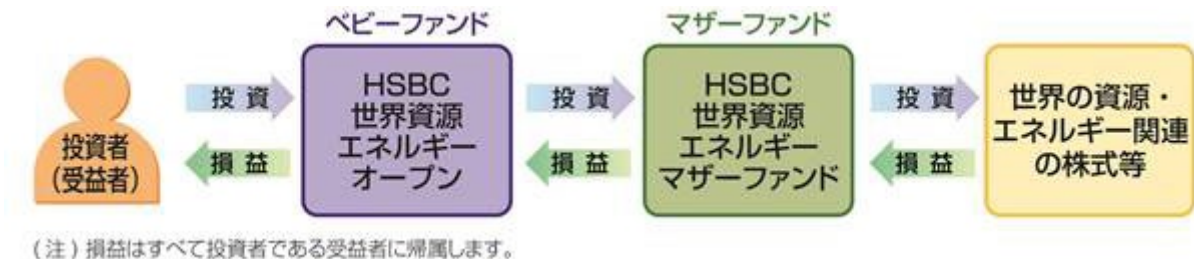 ベビーファンド
マザーファンド
投資者
(受益者)
投資
損益
HSBC
世界資源
エネルギー
オープン
投資
損益
HSBC
世界資源
エネルギー
マザーファンド
投資
損益
世界の資源・
エネルギー関連
の株式等
(注)損益はすべて投資者である受益者に帰属します。